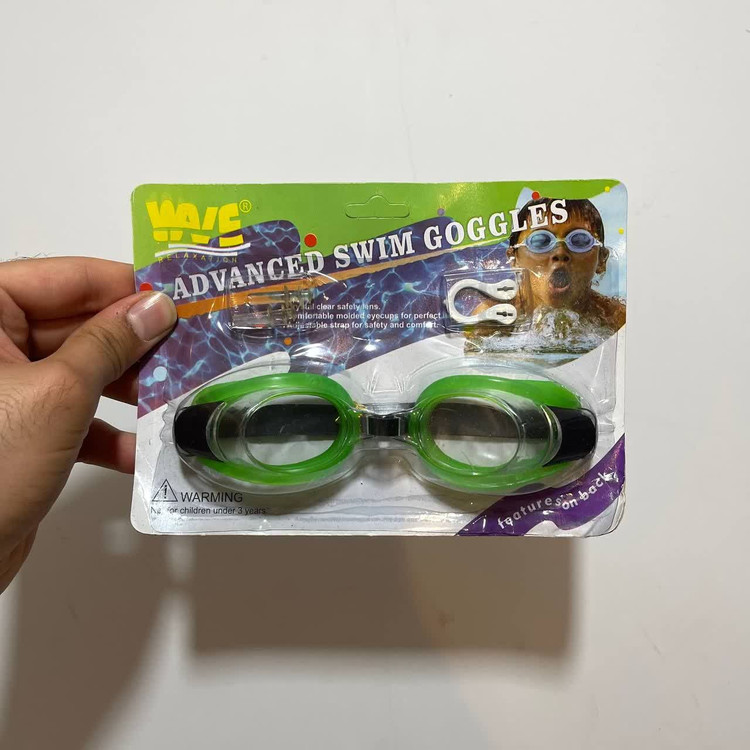 WAVE®
RELAXATION
ADVANCED SWIM GOGGLES
clear safety lens.
molded eyecups for perfect
strap for safety and comfort.
WARNING
for children under 3 years
features on back